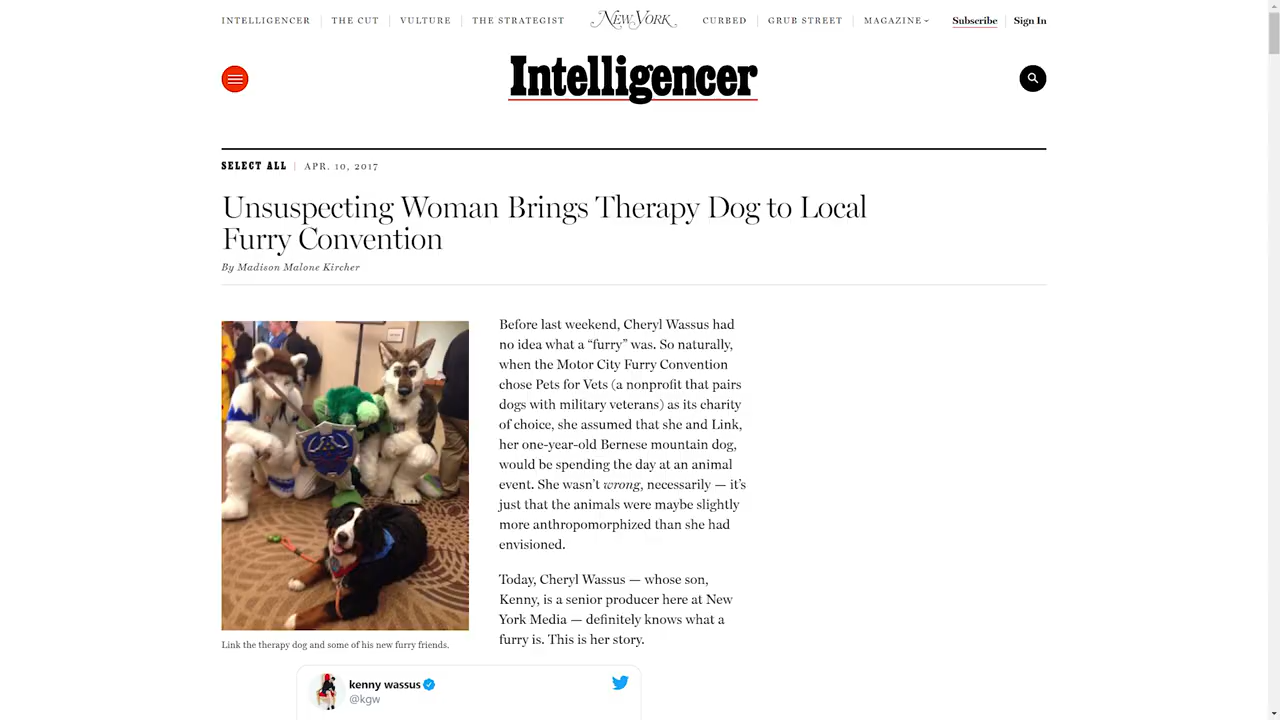 INTELLIGENCER
THE CUT
VULTURE
THE STRATEGIST
NEW YORK
CURBED
GRUB STREET
MAGAZINE
Subscribe
Sign In
Intelligencer
SELECT ALL
APR. 10, 2017
Unsuspecting Woman Brings Therapy Dog to Local
Furry Convention
By Madison Malone Kircher
Before last weekend, Cheryl Wassus had
no idea what a “furry” was. So naturally,
when the Motor City Furry Convention
chose Pets for Vets (a nonprofit that pairs
dogs with military veterans) as its charity
of choice, she assumed that she and Link,
her one-year-old Bernese mountain dog,
would be spending the day at an animal
event. She wasn’t wrong, necessarily — it’s
just that the animals were maybe slightly
more anthropomorphized than she had
envisioned.
Today, Cheryl Wassus — whose son,
Kenny, is a senior producer here at New
York Media — definitely knows what a
furry is. This is her story.
Link the therapy dog and some of his new furry friends.
kenny wassus
@kgw